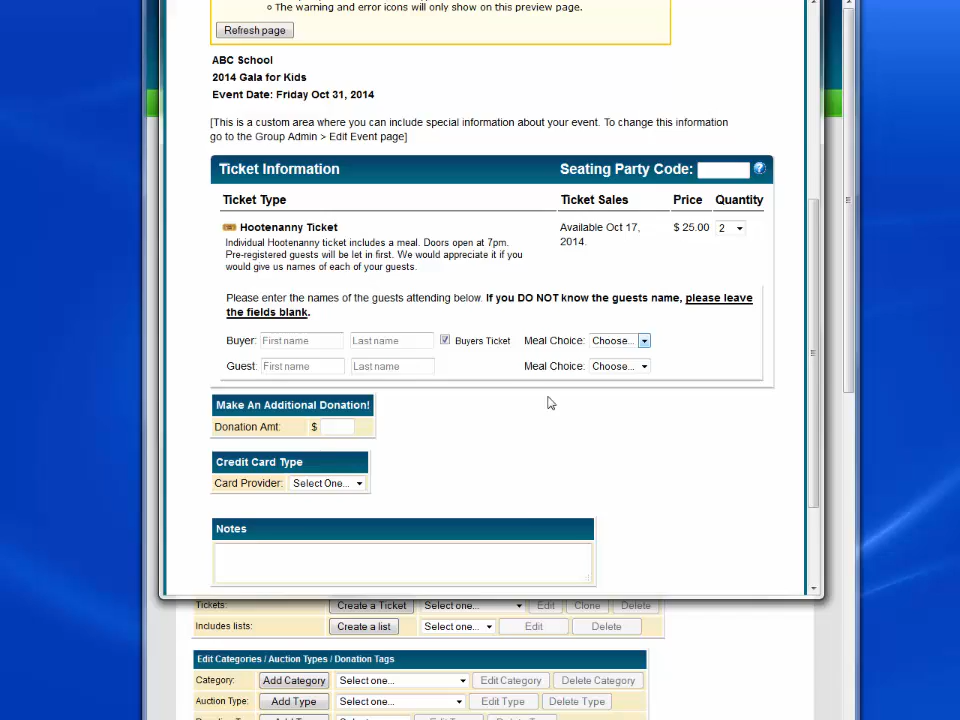 ○ The warning and error icons will only show on this preview page.
Refresh page
ABC School
2014 Gala for Kids
Event Date: Friday Oct 31, 2014
[This is a custom area where you can include special information about your event. To change this information
go to the Group Admin > Edit Event page]
Ticket Information Seating Party Code: ?
Ticket Type Ticket Sales Price Quantity
Hootenanny Ticket Available Oct 17, $ 25.00 2
Individual Hootenanny ticket includes a meal. Doors open at 7pm. 2014.
Pre-registered guests will be let in first. We would appreciate it if you
would give us names of each of your guests.
Please enter the names of the guests attending below. If you DO NOT know the guests name, please leave
the fields blank.
Buyer: First name Last name Buyers Ticket Meal Choice: Choose...
Guest: First name Last name Meal Choice: Choose...
Make An Additional Donation!
Donation Amt: $
Credit Card Type
Card Provider: Select One...
Notes
Tickets: Create a Ticket Select one... Edit Clone Delete
Includes lists: Create a list Select one... Edit Delete
Edit Categories / Auction Types / Donation Tags
Category: Add Category Select one... Edit Category Delete Category
Auction Type: Add Type Select one... Edit Type Delete Type